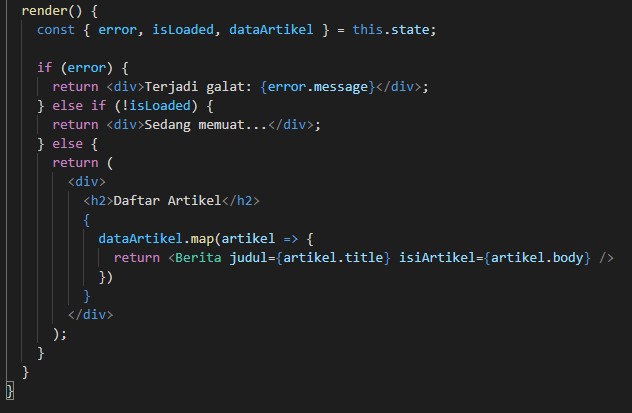 render() {
const { error, isLoaded, dataArtikel } = this.state;
if (error) {
return <div>Terjadi galat: {error.message}</div>;
} else if (!isLoaded) {
return <div>Sedang memuat...</div>;
} else {
return (
<div>
<h2>Daftar Artikel</h2>
{
dataArtikel.map(artikel => {
return <Berita judul={artikel.title} isiArtikel={artikel.body} />
})
}
</div>
);
}
}
}